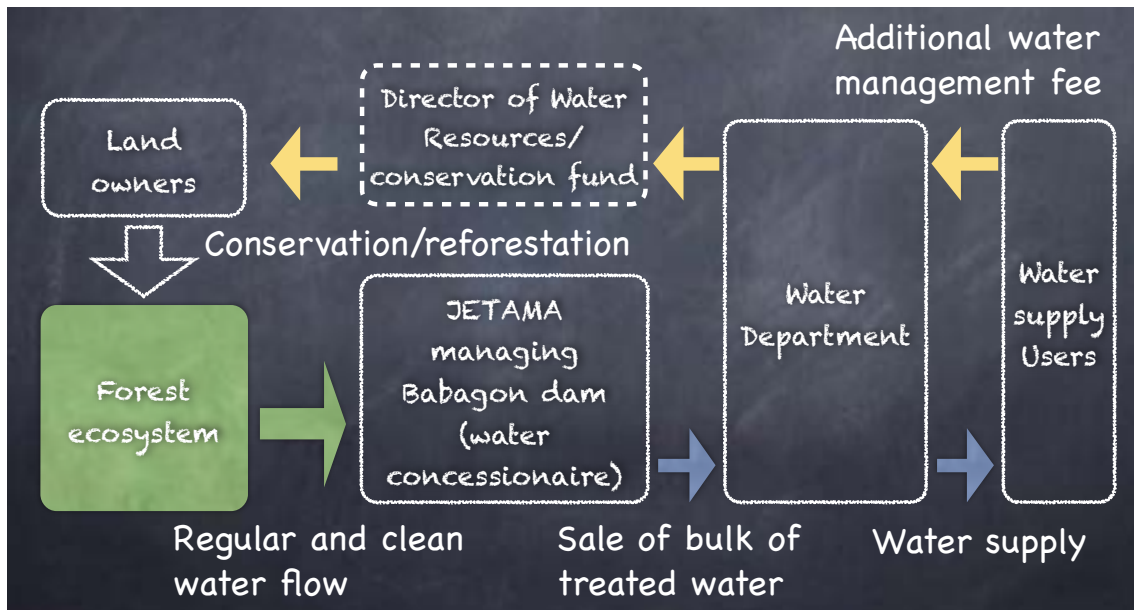 Additional water
management fee
Director of Water
Resources/
conservation fund
Land
owners
Conservation/reforestation
Water
Department
Water
supply
Users
JETAMA
managing
Babagon dam
(water
concessionaire)
Forest
ecosystem
Regular and clean
water flow
Sale of bulk of
treated water
Water supply